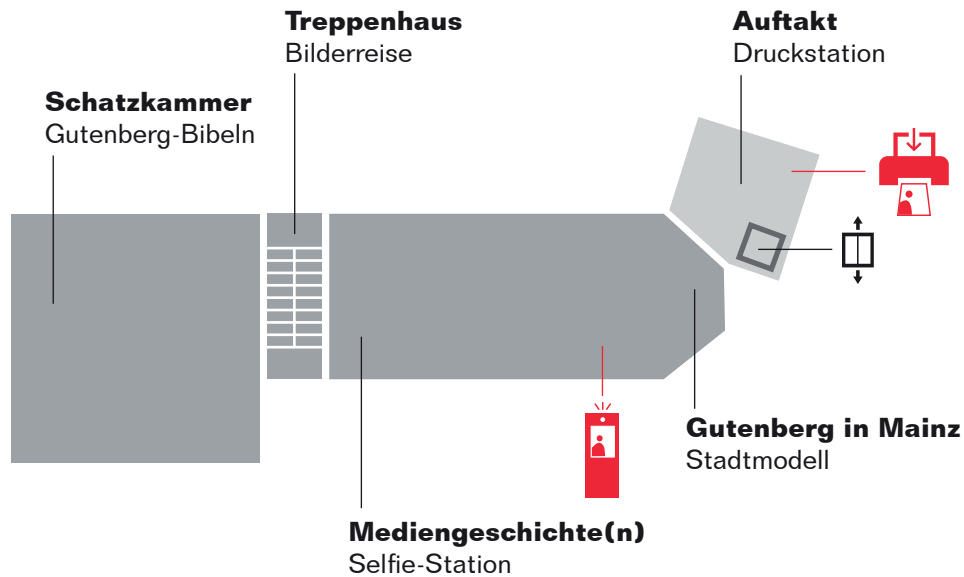 Treppenhaus
Bilderreise
Auftakt
Druckstation
Schatzkammer
Gutenberg-Bibeln
Gutenberg in Mainz
Stadtmodell
Mediengeschichte(n)
Selfie-Station